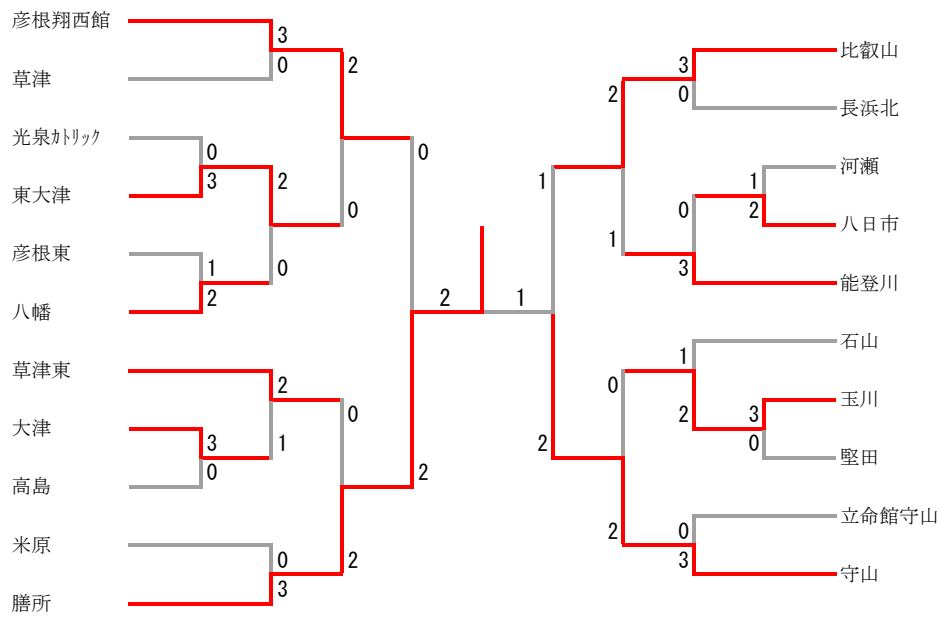 彦根翔西館
草津
光泉ｶﾄﾘｯｸ
東大津
彦根東
八幡
草津東
大津
高島
米原
膳所
3
0
0
3
1
2
2
0
2
0
0
2
1
3
0
0
3
0
2
2
2
1
1
2
2
1
3
0
0
3
1
2
0
2
1
2
3
0
0
3
比叡山
長浜北
河瀬
八日市
能登川
石山
玉川
堅田
立命館守山
守山